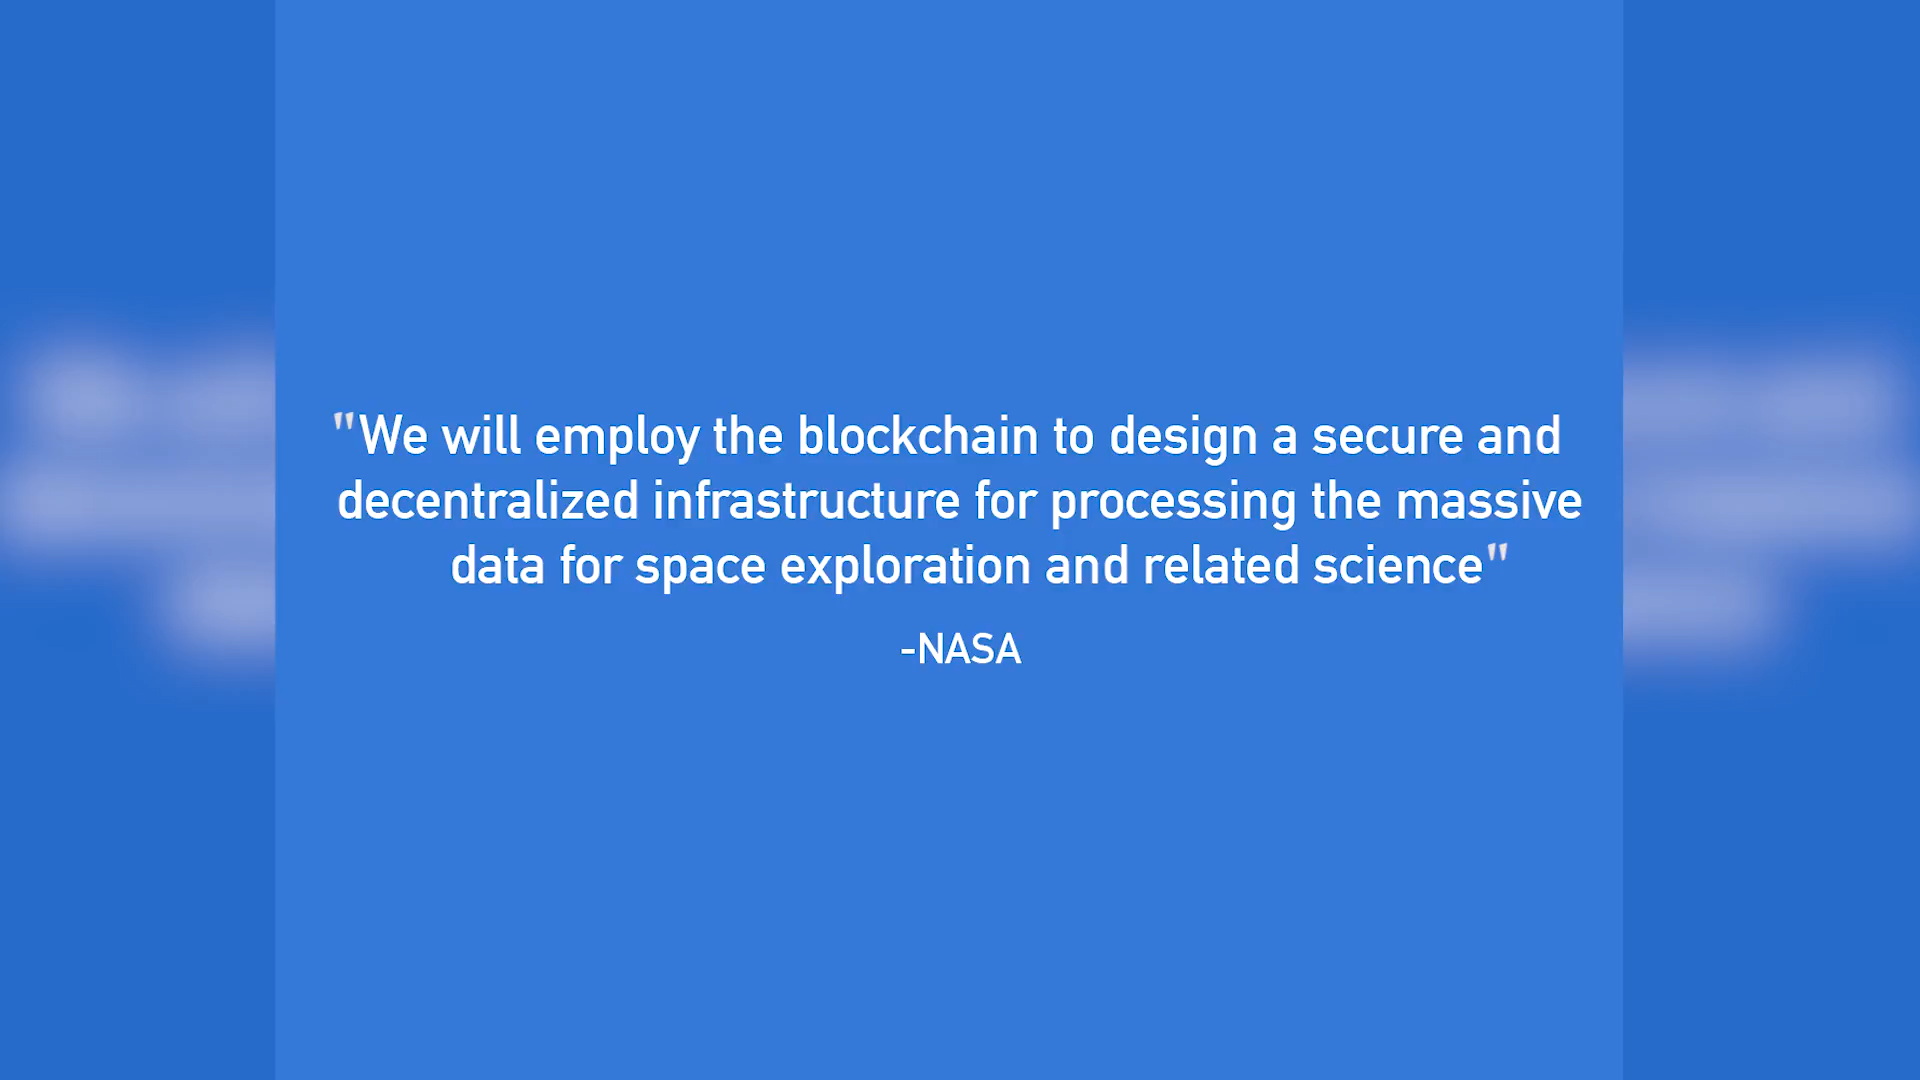 "We will employ the blockchain to design a secure and
decentralized infrastructure for processing the massive
data for space exploration and related science"
-NASA